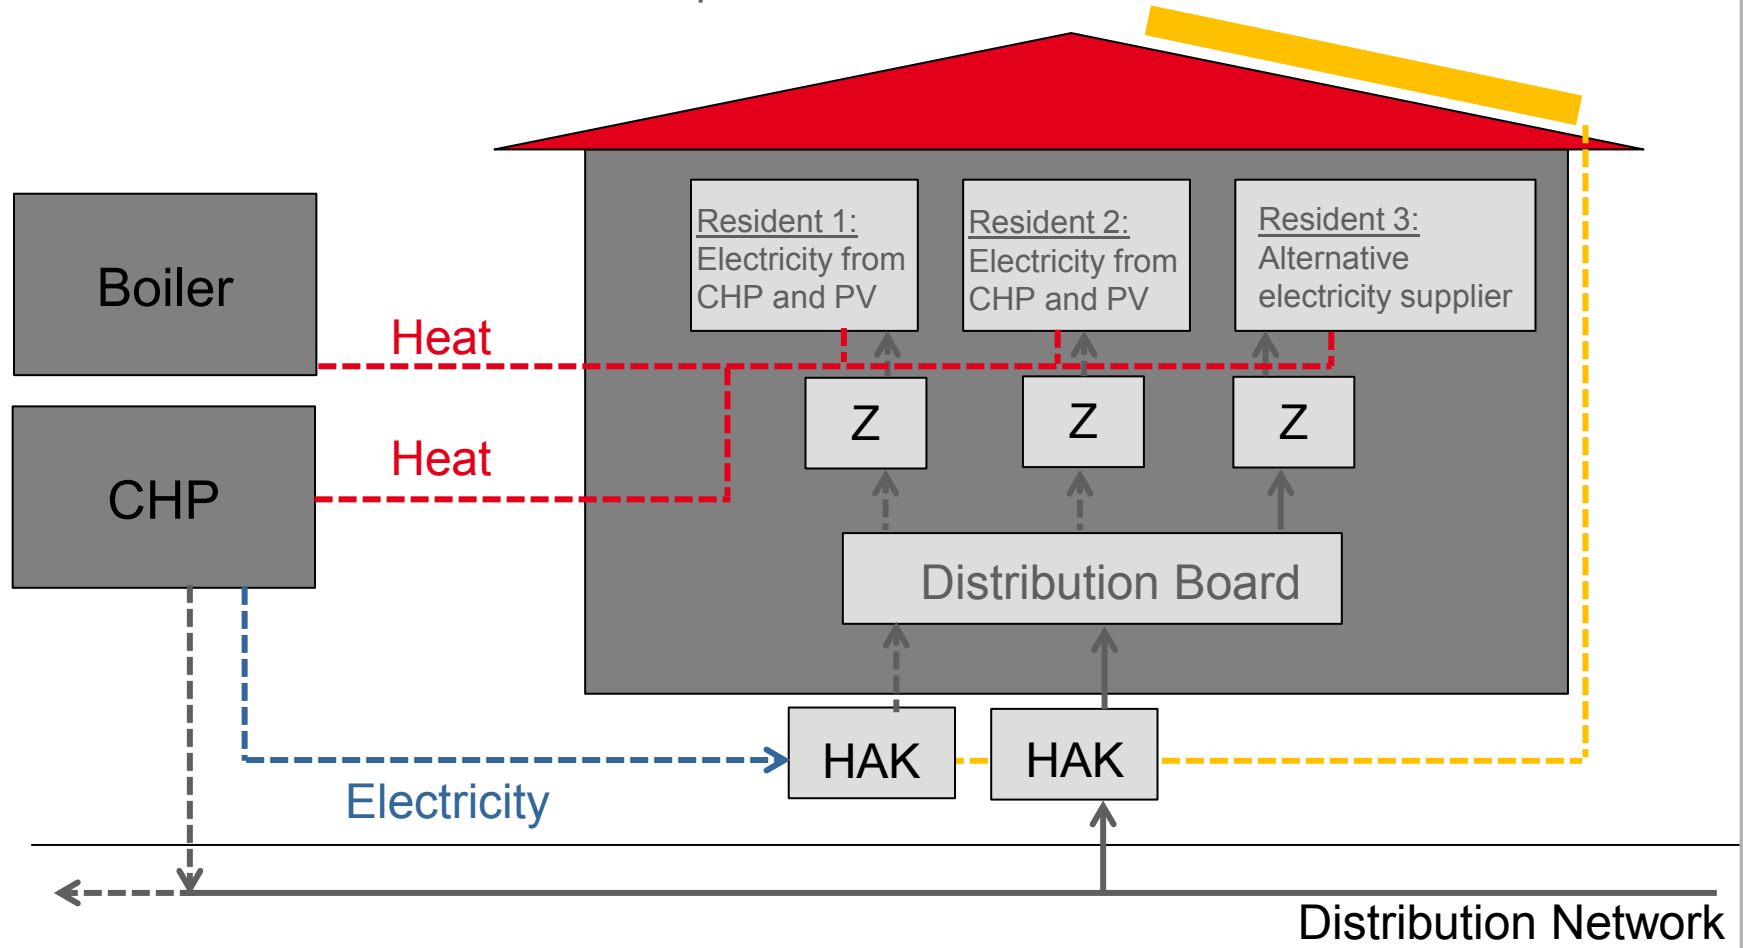 Resident 1:
Electricity from
CHP and PV
Resident 2:
Electricity from
CHP and PV
Resident 3:
Alternative
electricity supplier
Boiler
Heat
Z
Z
Z
Heat
CHP
Distribution Board
HAK
HAK
Electricity
Distribution Network